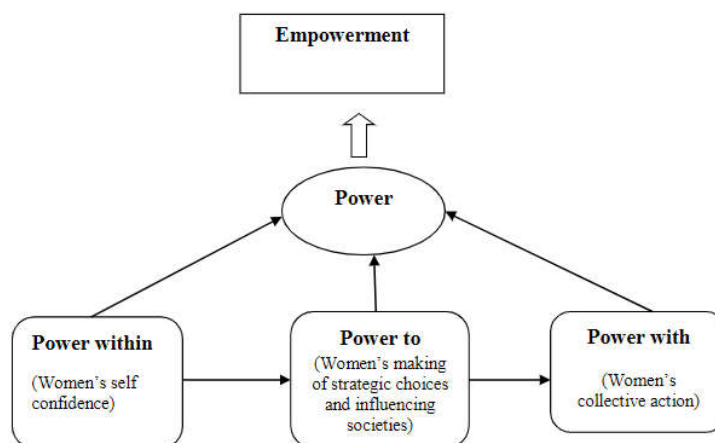 Empowerment
Power
Power within
(Women's self
confidence)
Power to
(Women's making
of strategic choices
and influencing
societies)
Power with
(Women's
collective action)